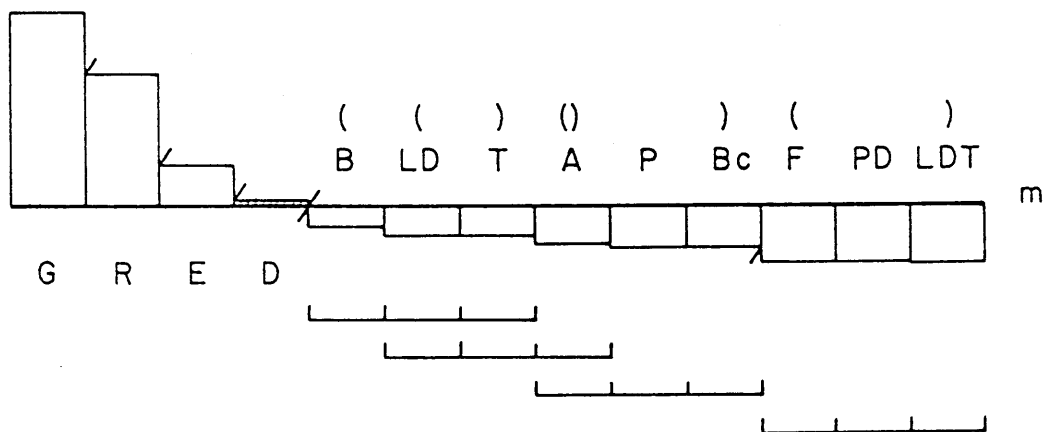 ( ( ) () ) ( )
B LD T A P Bc F PD LDT
m
G R E D